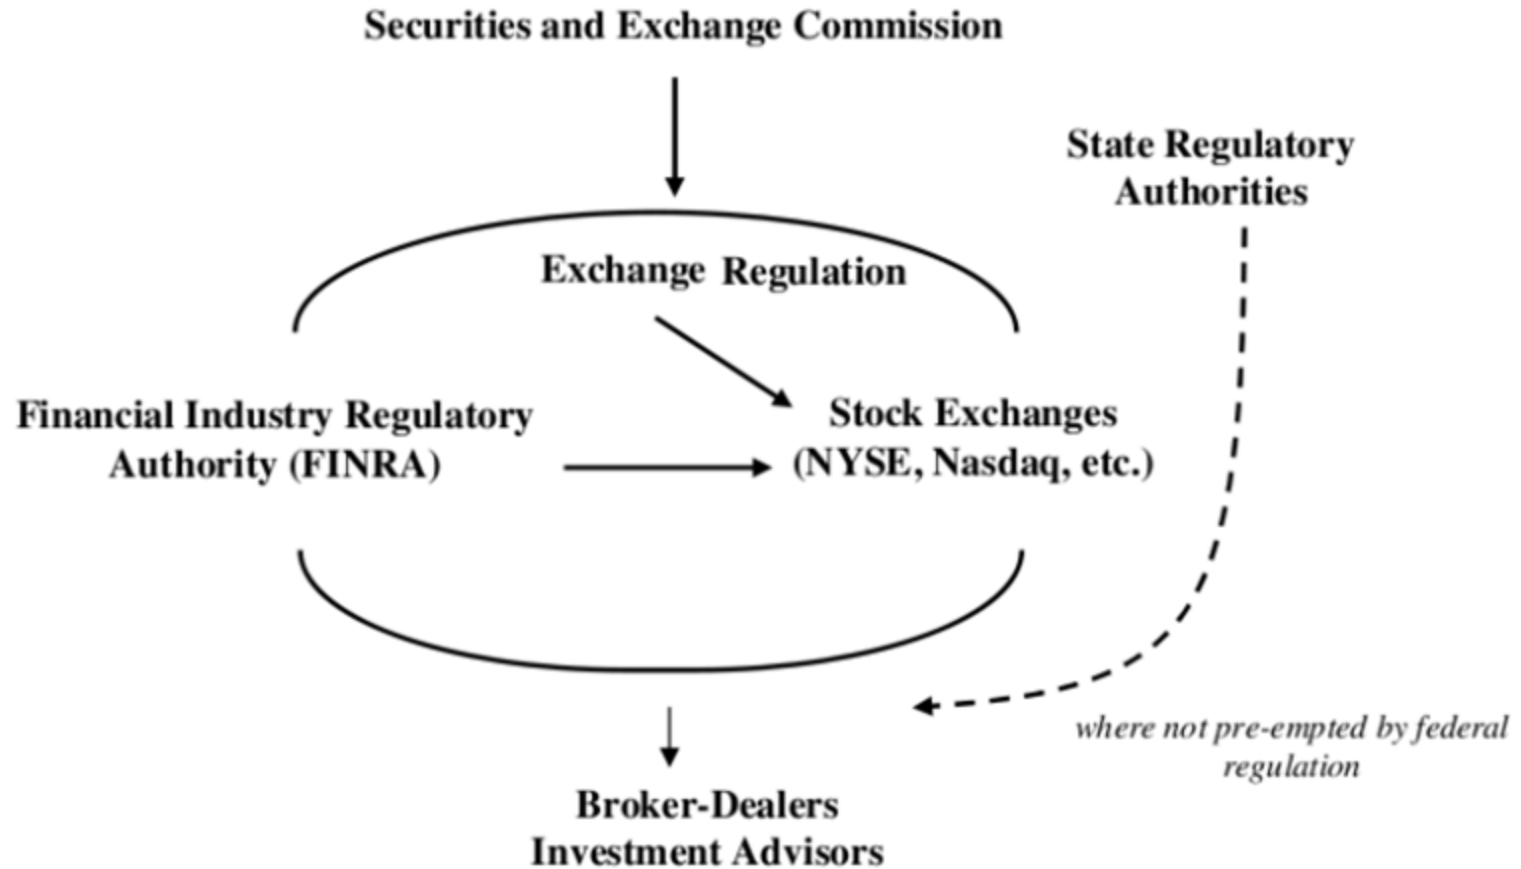 Securities and Exchange Commission
State Regulatory
Authorities
Exchange Regulation
Financial Industry Regulatory
Authority (FINRA)
Stock Exchanges
(NYSE, Nasdaq, etc.)
where not pre-empted by federal
regulation
Broker-Dealers
Investment Advisors